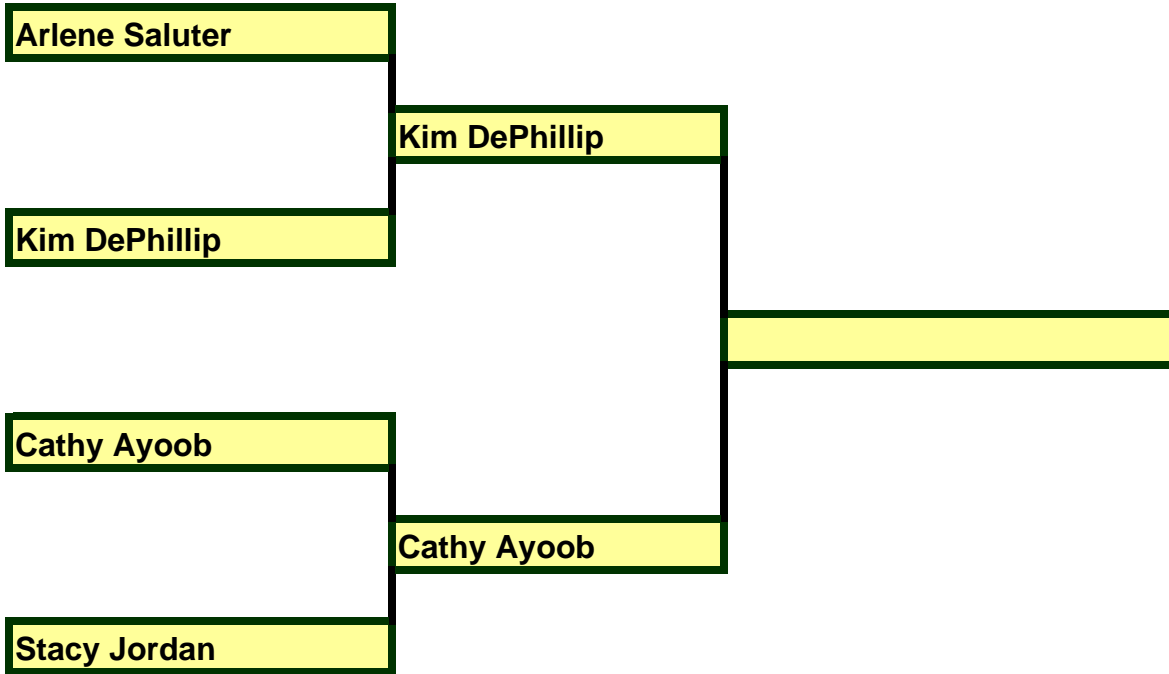 Arlene Saluter
Kim DePhillip
Kim DePhillip
Cathy Ayoob
Cathy Ayoob
Stacy Jordan